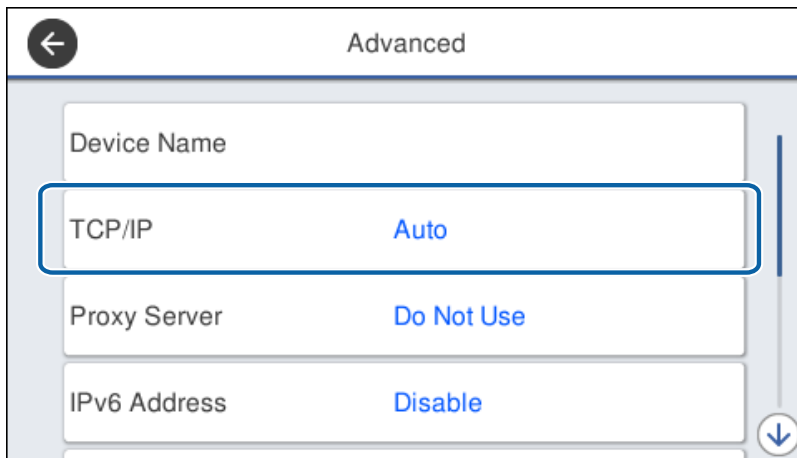 Advanced
Device Name
TCP/IP Auto
Proxy Server Do Not Use
IPv6 Address Disable